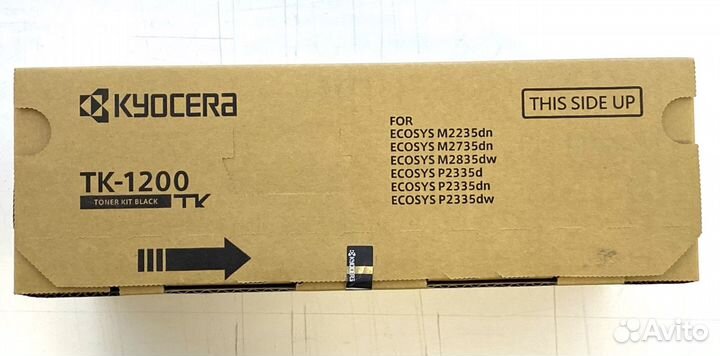 KYOCERA
THIS SIDE UP
FOR
ECOSYS M2235dn
ECOSYS M2735dn
ECOSYS M2835dw
ECOSYS P2335d
ECOSYS P2335dn
ECOSYS P2335dw
TK-1200
TONER KIT BLACK TK
KYOCERA
Avito